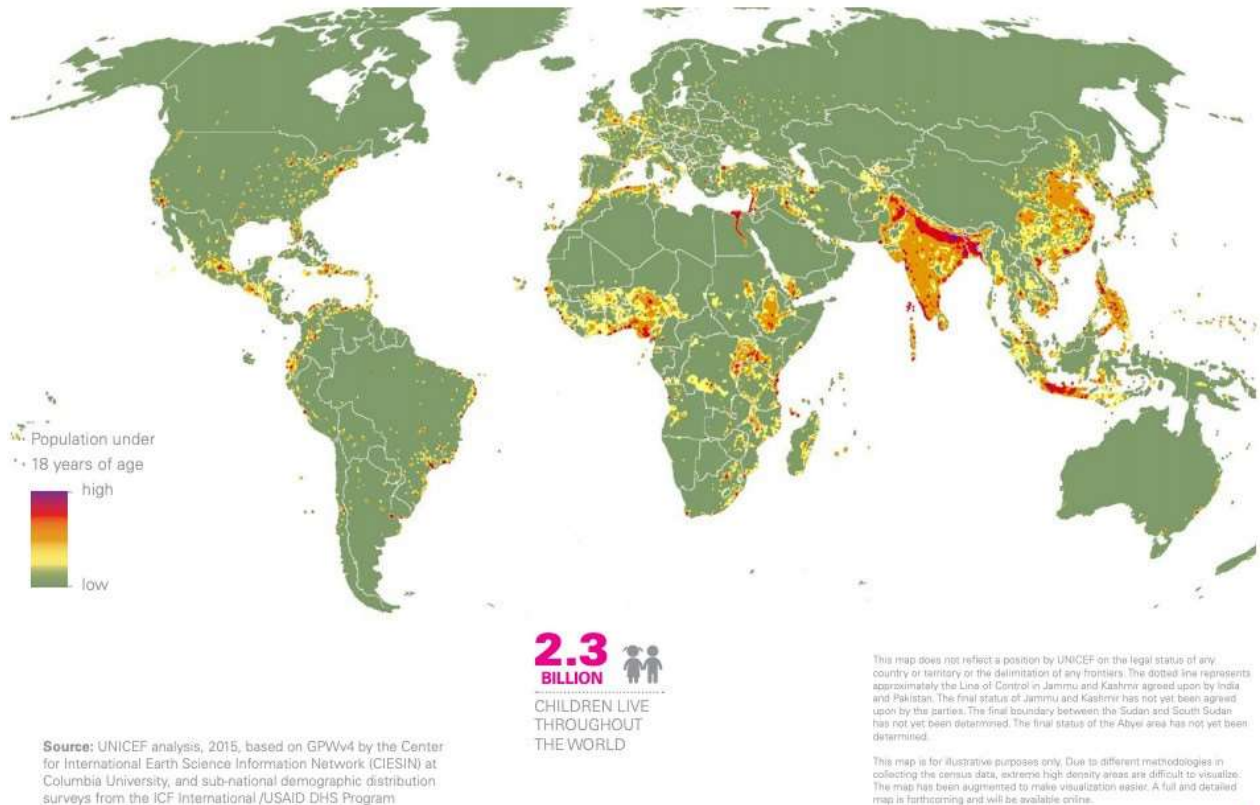 Population under
18 years of age
high
low
2.3
BILLION
CHILDREN LIVE
THROUGHOUT
THE WORLD
Source: UNICEF analysis, 2015, based on GPWv4 by the Center
for International Earth Science Information Network (CIESIN) at
Columbia University, and sub-national demographic distribution
surveys from the ICF International /USAID DHS Program
This map does not reflect a position by UNICEF on the legal status of any
country or territory or the delimitation of any frontiers. The dotted line represents
approximately the Line of Control in Jammu and Kashmir agreed upon by India
and Pakistan. The final status of Jammu and Kashmir has not yet been agreed
upon by the parties. The final boundary between the Sudan and South Sudan
has not yet been determined. The final status of the Abyei area has not yet been
determined.
This map is for illustrative purposes only. Due to different methodologies in
collecting the census data, extreme high density areas are difficult to visualize.
The map has been augmented to make visualization easier. A full and detailed
map is forthcoming and will be available online.